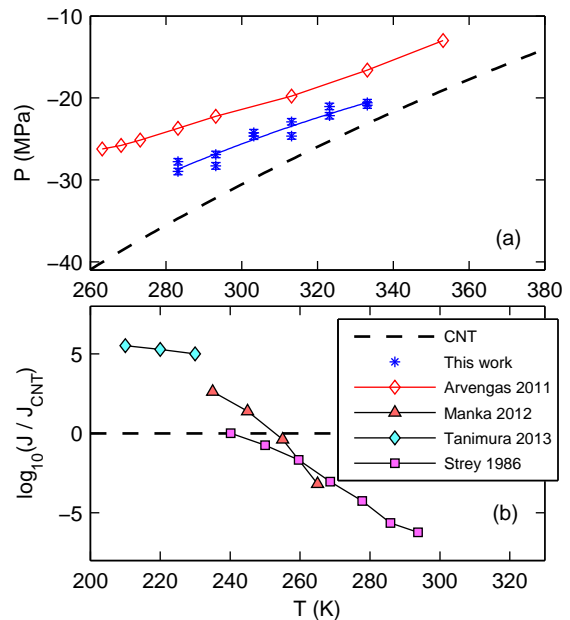 −10
−20
−30
−40
P (MPa)
260 280 300 320 340 360 380
(a)
5
0
−5
log10(J / JCNT)
CNT
This work
Arvengas 2011
Manka 2012
Tanimura 2013
Strey 1986
(b)
200 220 240 260 280 300 320
T (K)